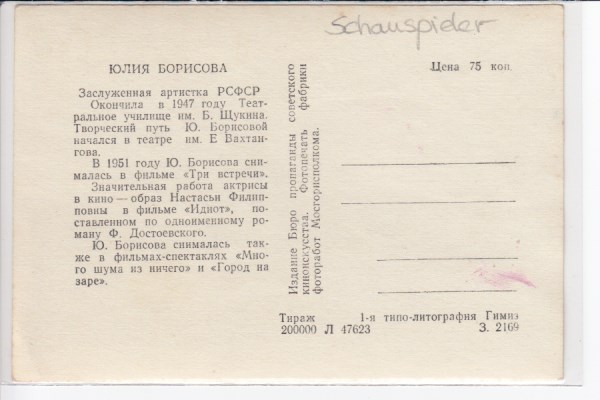 Schauspieler
ЮЛИЯ БОРИСОВА
Заслуженная артистка РСФСР
Окончила в 1947 году Теат-
ральное училище им. Б. Щукина.
Творческий путь Ю. Борисовой
начался в театре им. Е Вахтан-
гова.
В 1951 году Ю. Борисова сни-
малась в фильме «Три встречи».
Значительная работа актрисы
в кино — образ Настасьи Филип-
повны в фильме «Идиот», по-
ставленном по одноименному ро-
ману Ф. Достоевского.
Ю. Борисова снималась так-
же в фильмах-спектаклях «Мно-
го шума из ничего» и «Город на
заре».
Издание Бюро пропаганды советского
киноискусства. Фотопечать фабрики
фоторабот Мосгорисполкома.
Цена 75 коп.
Тираж 1-я типо-литография Гимиз
200000 Л 47623 З. 2169